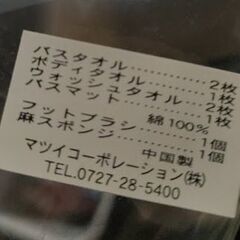 バスタオル………2枚
ボディタオル………1枚
ウォッシュタオル……2枚
バスマット………1枚
綿100%
フットブラシ………1個
麻スポンジ………1個
中国製
マツイコーポレーション(株)
TEL.0727-28-5400